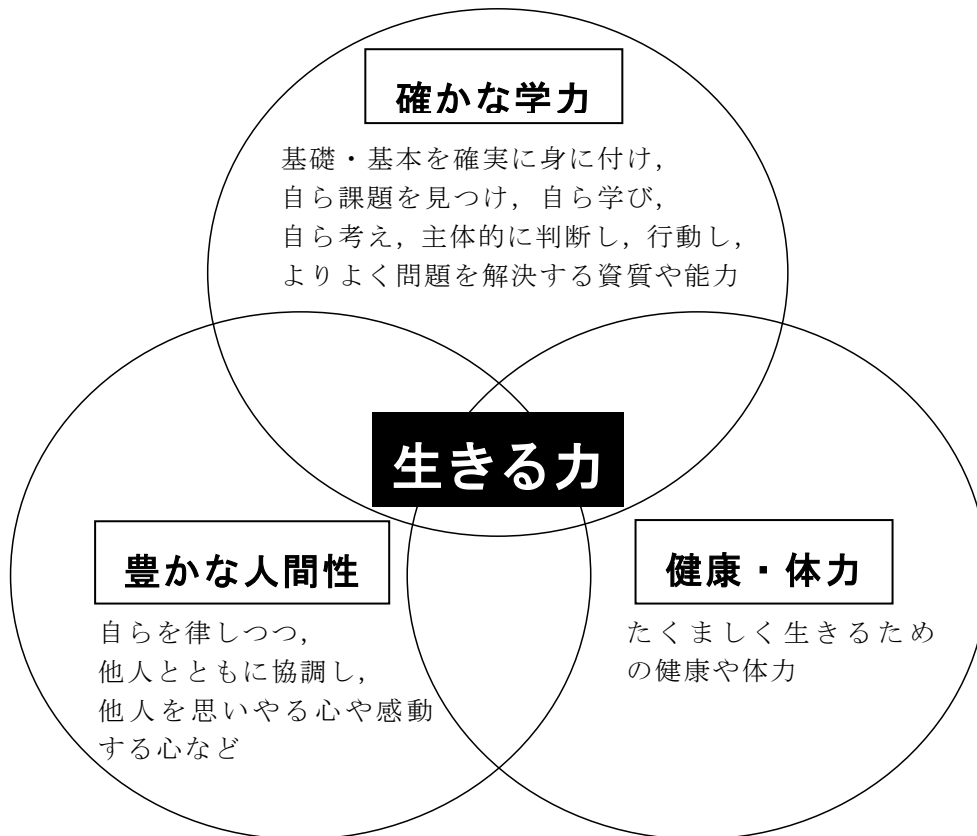 確かな学力
基礎・基本を確実に身に付け，
自ら課題を見つけ，自ら学び，
自ら考え，主体的に判断し，行動し，
よりよく問題を解決する資質や能力
生きる力
豊かな人間性
自らを律しつつ，
他人とともに協調し，
他人を思いやる心や感動
する心など
健康・体力
たくましく生きるため
の健康や体力